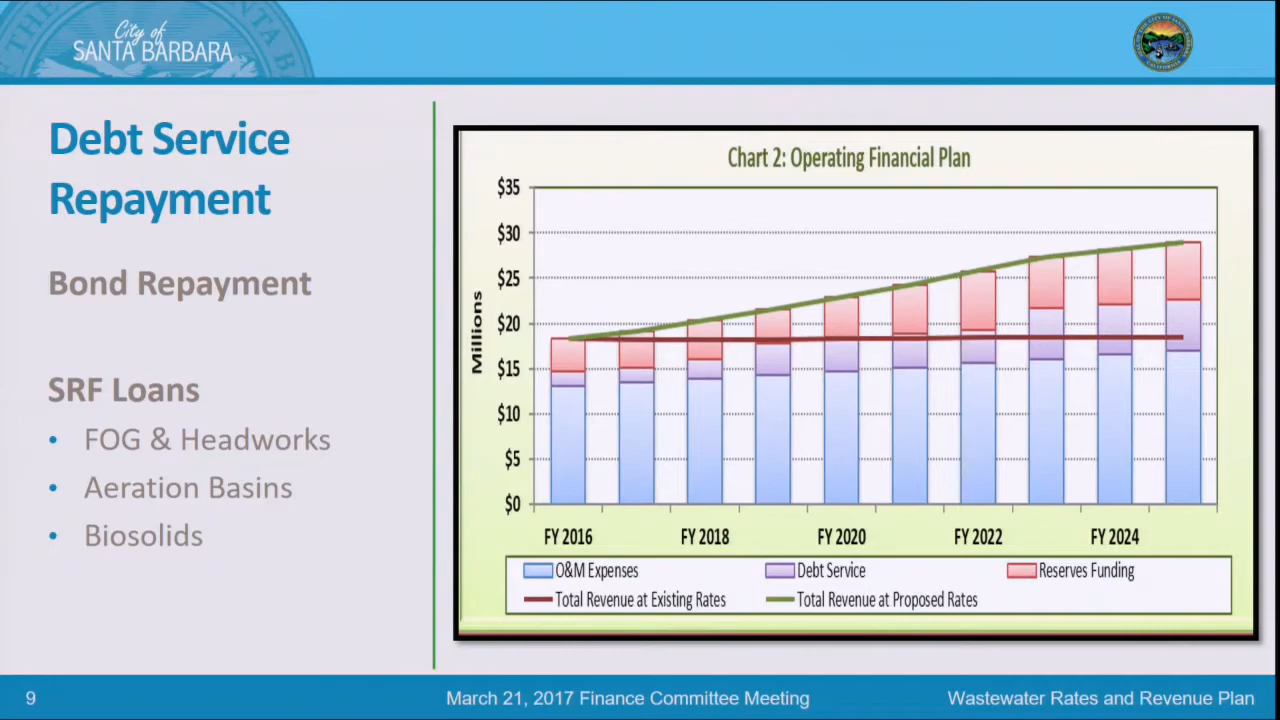 City of
SANTA BARBARA
Debt Service
Repayment
Bond Repayment
SRF Loans
• FOG & Headworks
• Aeration Basins
• Biosolids
Chart 2: Operating Financial Plan
Millions
$35
$30
$25
$20
$15
$10
$5
$0
FY 2016 FY 2018 FY 2020 FY 2022 FY 2024
O&M Expenses Debt Service Reserves Funding
Total Revenue at Existing Rates Total Revenue at Proposed Rates
9 March 21, 2017 Finance Committee Meeting Wastewater Rates and Revenue Plan